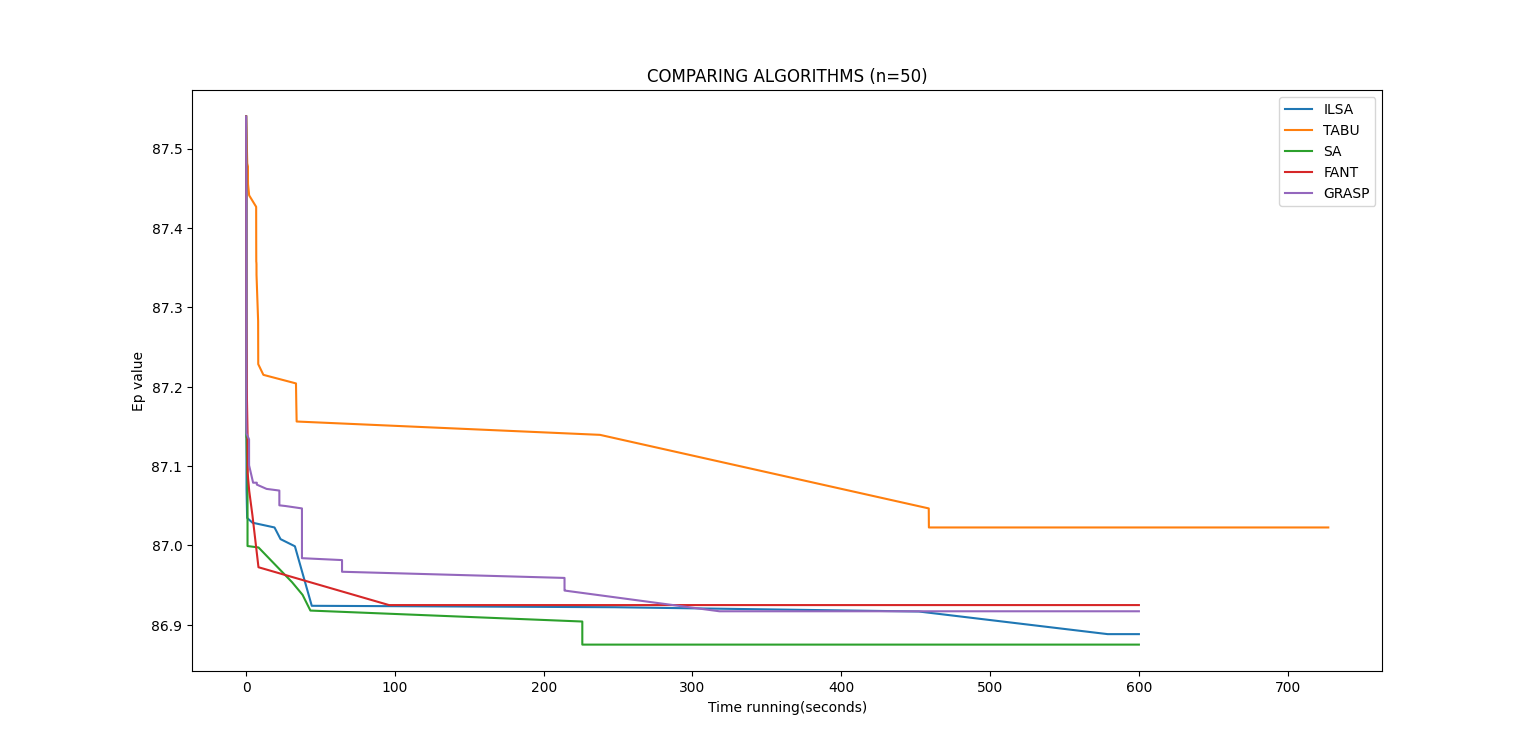 COMPARING ALGORITHMS (n=50)
ILSA
TABU
SA
FANT
GRASP
87.5
87.4
87.3
87.2
87.1
87.0
86.9
Ep value
0 100 200 300 400 500 600 700
Time running(seconds)